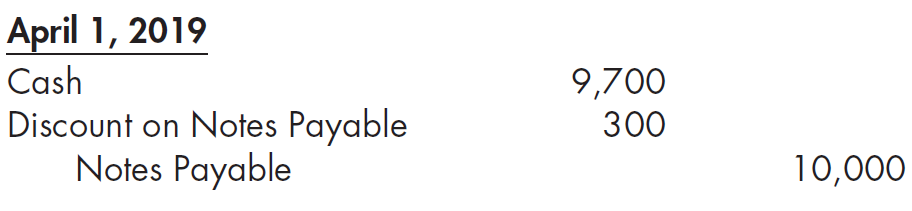 April 1, 2019
Cash 9,700
Discount on Notes Payable 300
Notes Payable 10,000